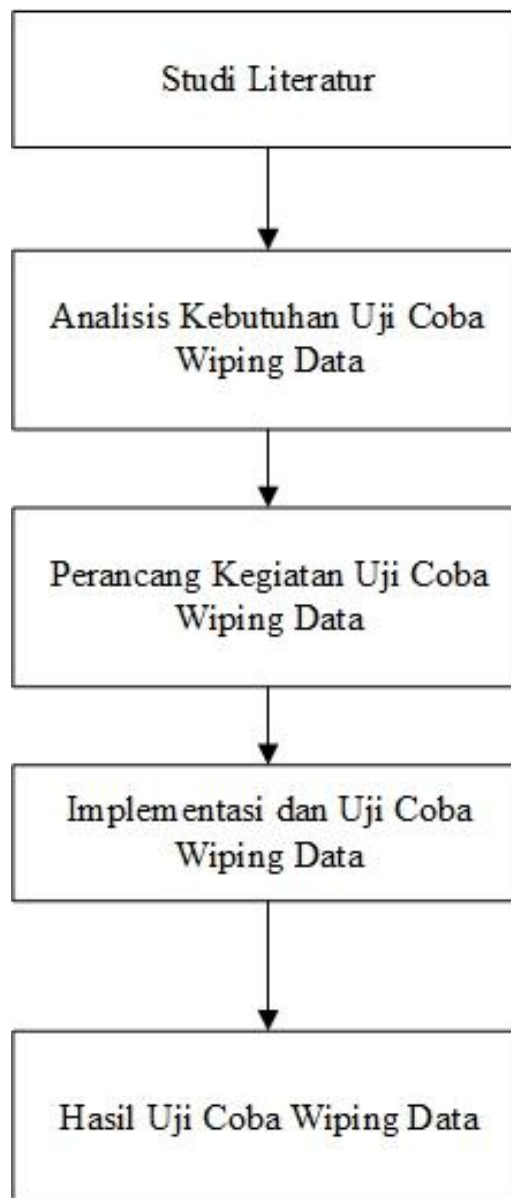 Studi Literatur
Analisis Kebutuhan Uji Coba
Wiping Data
Perancang Kegiatan Uji Coba
Wiping Data
Implementasi dan Uji Coba
Wiping Data
Hasil Uji Coba Wiping Data